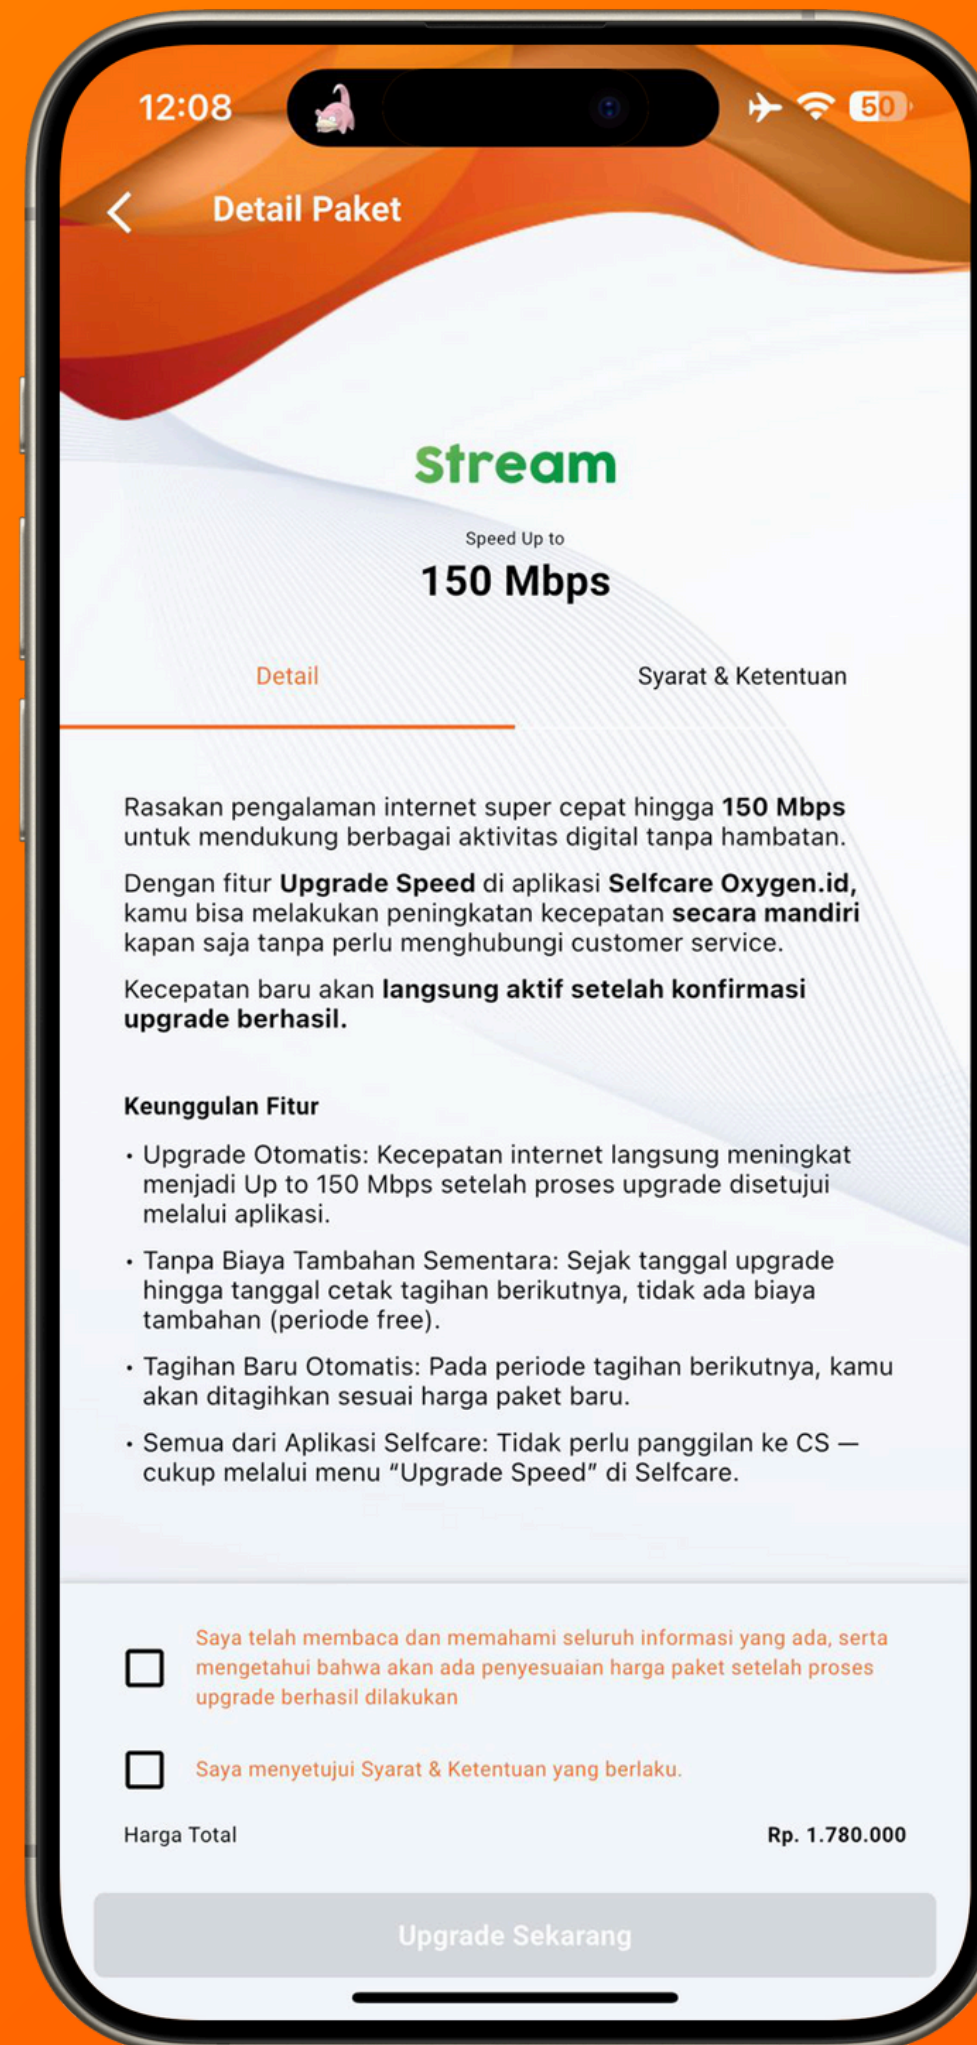 12:08
50
Detail Paket
Stream
Speed Up to
150 Mbps
Detail
Syarat & Ketentuan
Rasakan pengalaman internet super cepat hingga 150 Mbps
untuk mendukung berbagai aktivitas digital tanpa hambatan.
Dengan fitur Upgrade Speed di aplikasi Selfcare Oxygen.id,
kamu bisa melakukan peningkatan kecepatan secara mandiri
kapan saja tanpa perlu menghubungi customer service.
Kecepatan baru akan langsung aktif setelah konfirmasi
upgrade berhasil.
Keunggulan Fitur
• Upgrade Otomatis: Kecepatan internet langsung meningkat
menjadi Up to 150 Mbps setelah proses upgrade disetujui
melalui aplikasi.
• Tanpa Biaya Tambahan Sementara: Sejak tanggal upgrade
hingga tanggal cetak tagihan berikutnya, tidak ada biaya
tambahan (periode free).
• Tagihan Baru Otomatis: Pada periode tagihan berikutnya, kamu
akan ditagihkan sesuai harga paket baru.
• Semua dari Aplikasi Selfcare: Tidak perlu panggilan ke CS —
cukup melalui menu “Upgrade Speed” di Selfcare.
Saya telah membaca dan memahami seluruh informasi yang ada, serta
mengetahui bahwa akan ada penyesuaian harga paket setelah proses
upgrade berhasil dilakukan
Saya menyetujui Syarat & Ketentuan yang berlaku.
Harga Total
Rp. 1.780.000
Upgrade Sekarang